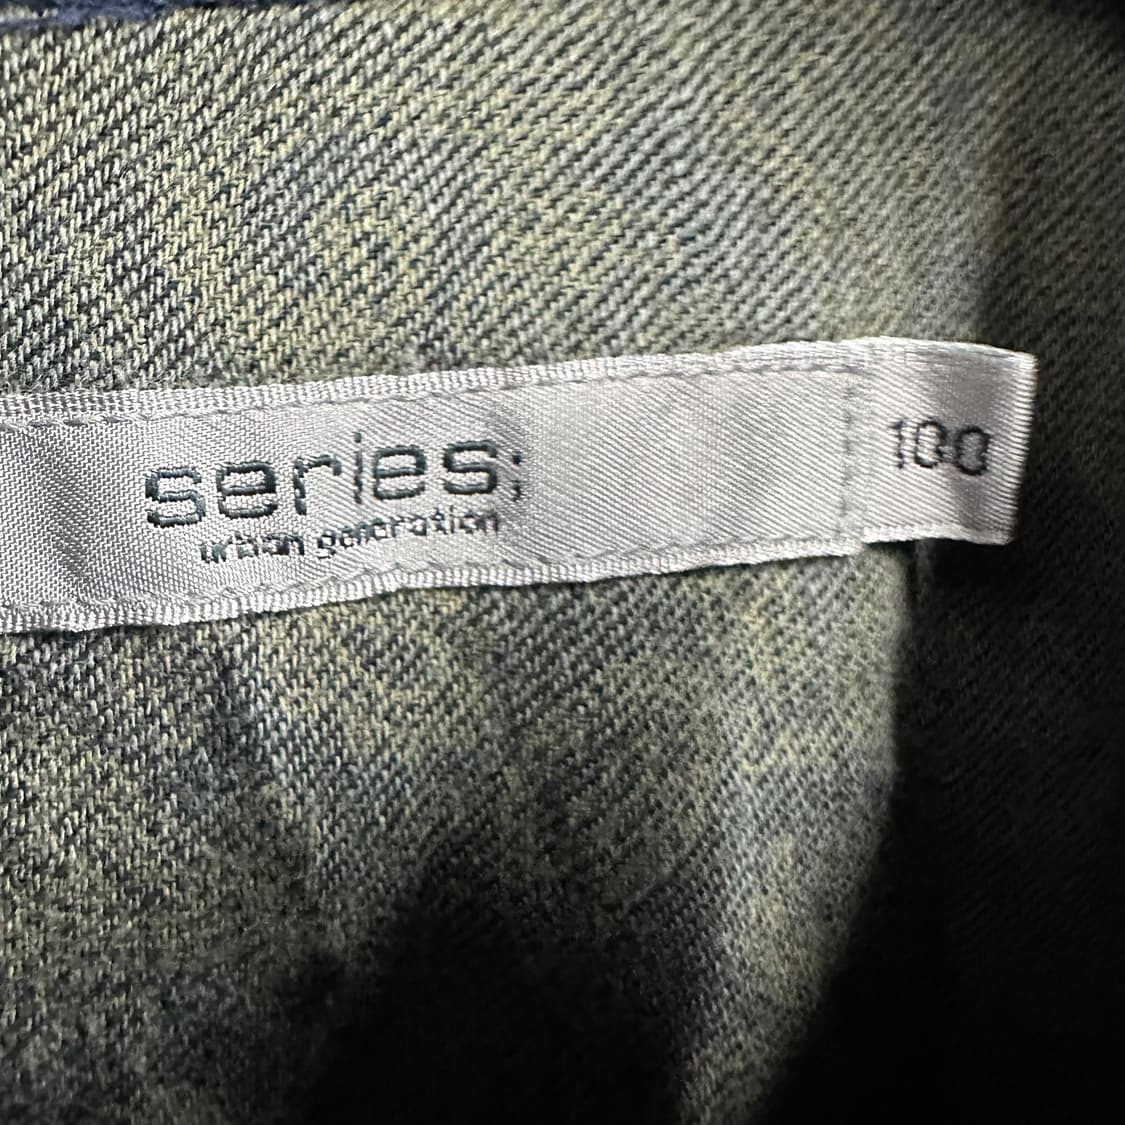 series;
urban generation
100